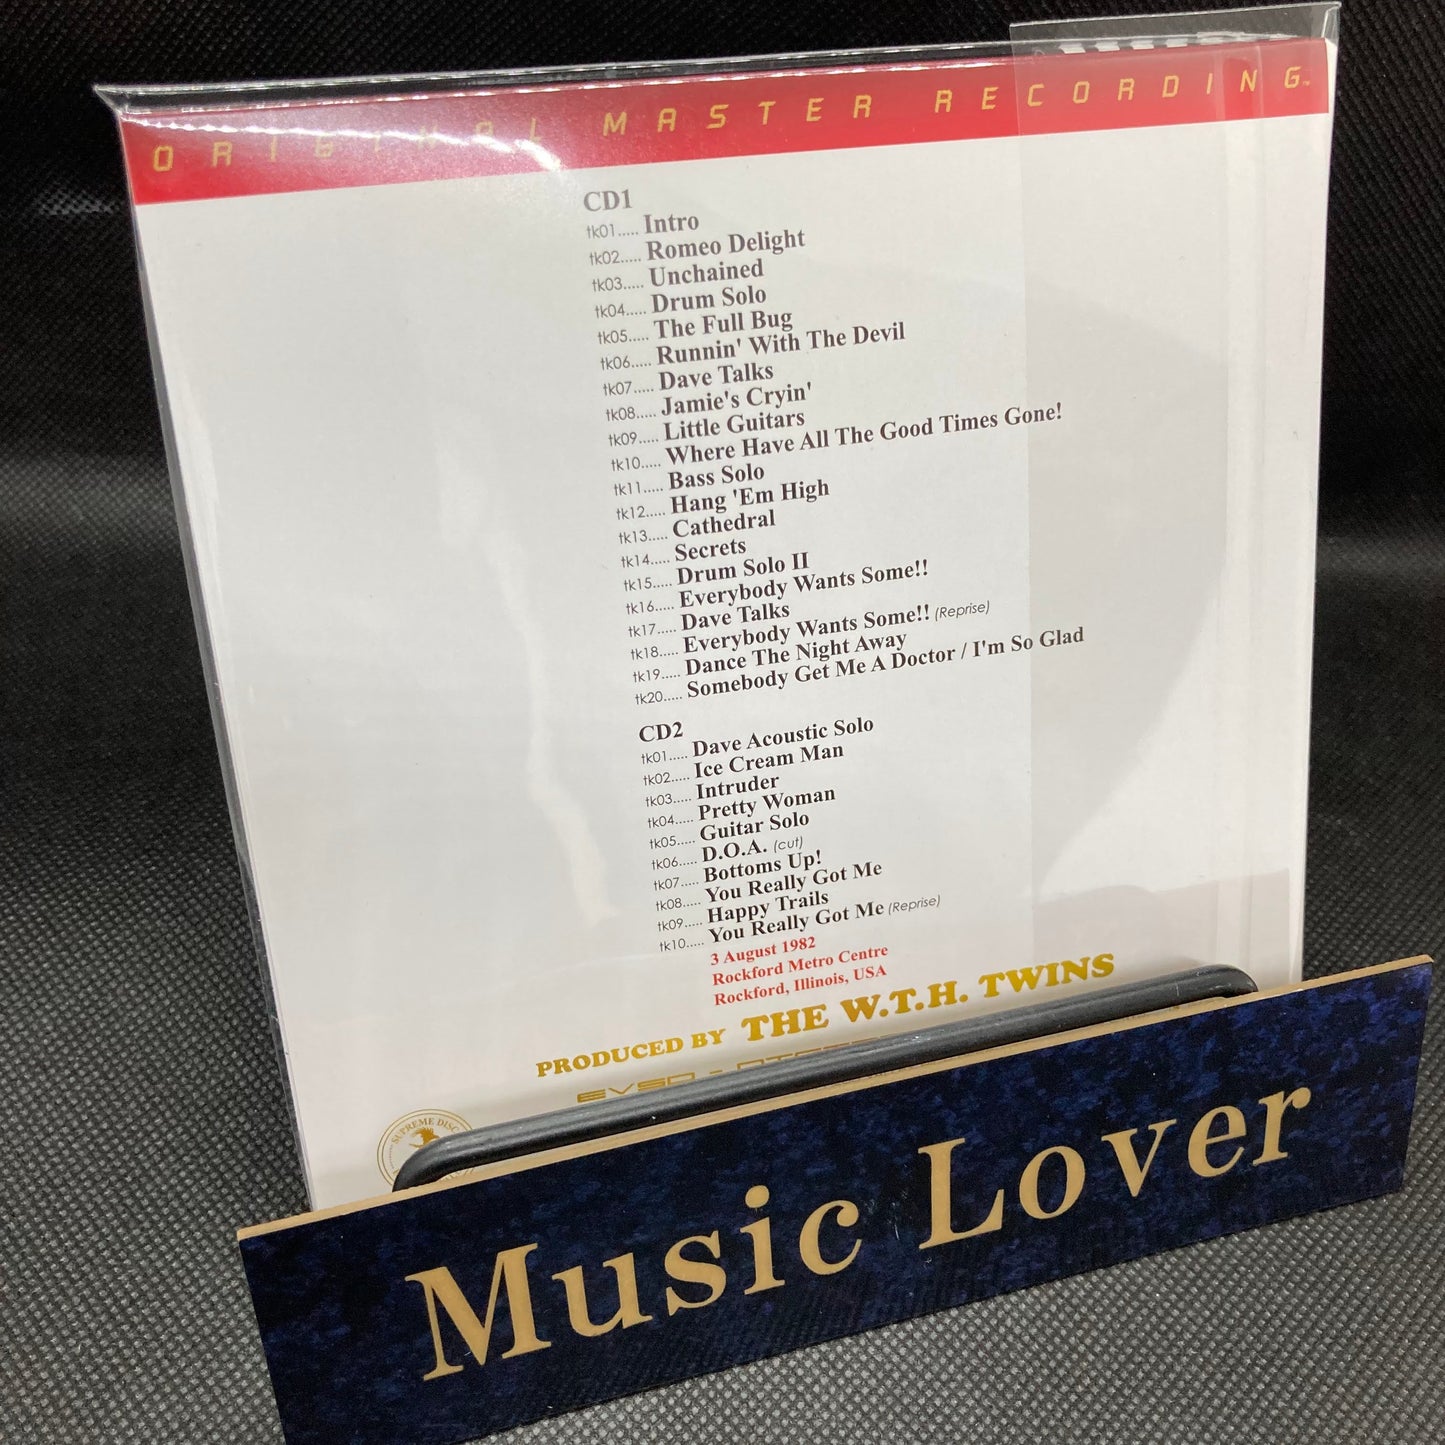 ORIGINAL MASTER RECORDING™
CD1
tk01..... Intro
tk02..... Romeo Delight
tk03..... Unchained
tk04..... Drum Solo
tk05..... The Full Bug
tk06..... Runnin' With The Devil
tk07..... Dave Talks
tk08..... Jamie's Cryin'
tk09..... Little Guitars
tk10..... Where Have All The Good Times Gone!
tk11..... Bass Solo
tk12..... Hang 'Em High
tk13..... Cathedral
tk14..... Secrets
tk15..... Drum Solo II
tk16..... Everybody Wants Some!!
tk17..... Dave Talks
tk18..... Everybody Wants Some!! (Reprise)
tk19..... Dance The Night Away
tk20..... Somebody Get Me A Doctor / I'm So Glad
CD2
tk01..... Dave Acoustic Solo
tk02..... Ice Cream Man
tk03..... Intruder
tk04..... Pretty Woman
tk05..... Guitar Solo
tk06..... D.O.A. (cut)
tk07..... Bottoms Up!
tk08..... You Really Got Me
tk09..... Happy Trails
tk10..... You Really Got Me (Reprise)
3 August 1982
Rockford Metro Centre
Rockford, Illinois, USA
PRODUCED BY THE W.T.H. TWINS
SUPREME DISC
Music Lover